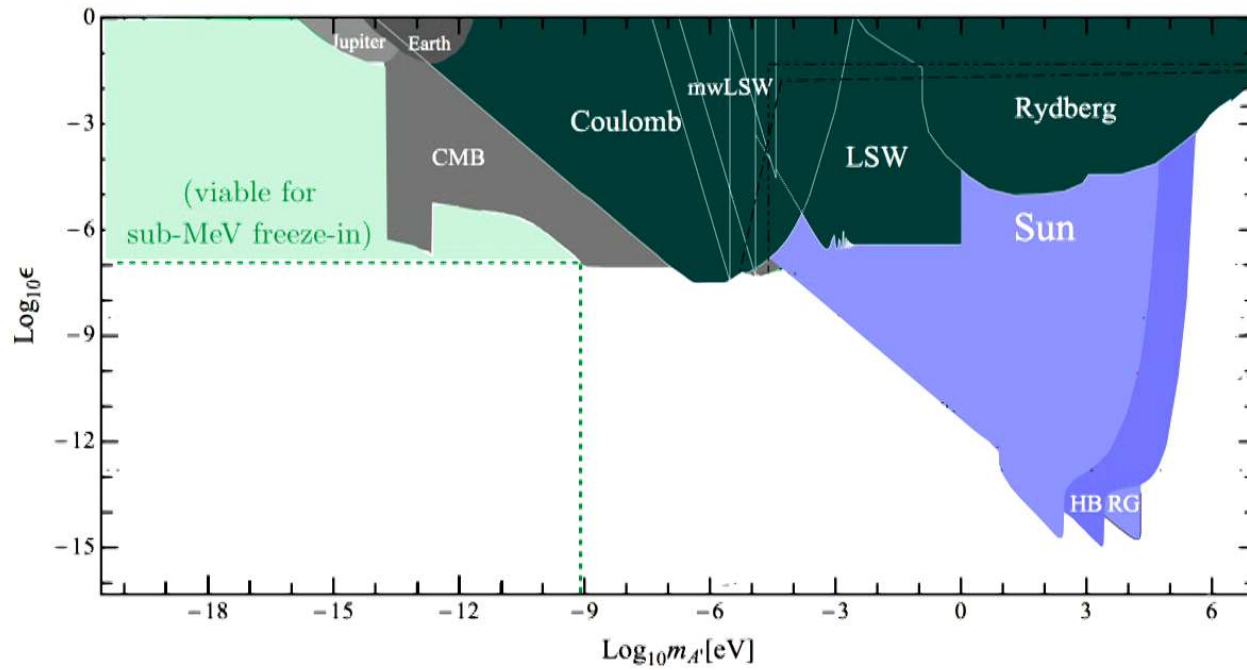 0
Jupiter
Earth
mwLSW
Rydberg
Coulomb
−3
CMB
LSW
(viable for
sub-MeV freeze-in)
−6
Sun
Log₁₀ϵ
−9
−12
HB RG
−15
−18 −15 −12 −9 −6 −3 0 3 6
Log₁₀m_A'[eV]